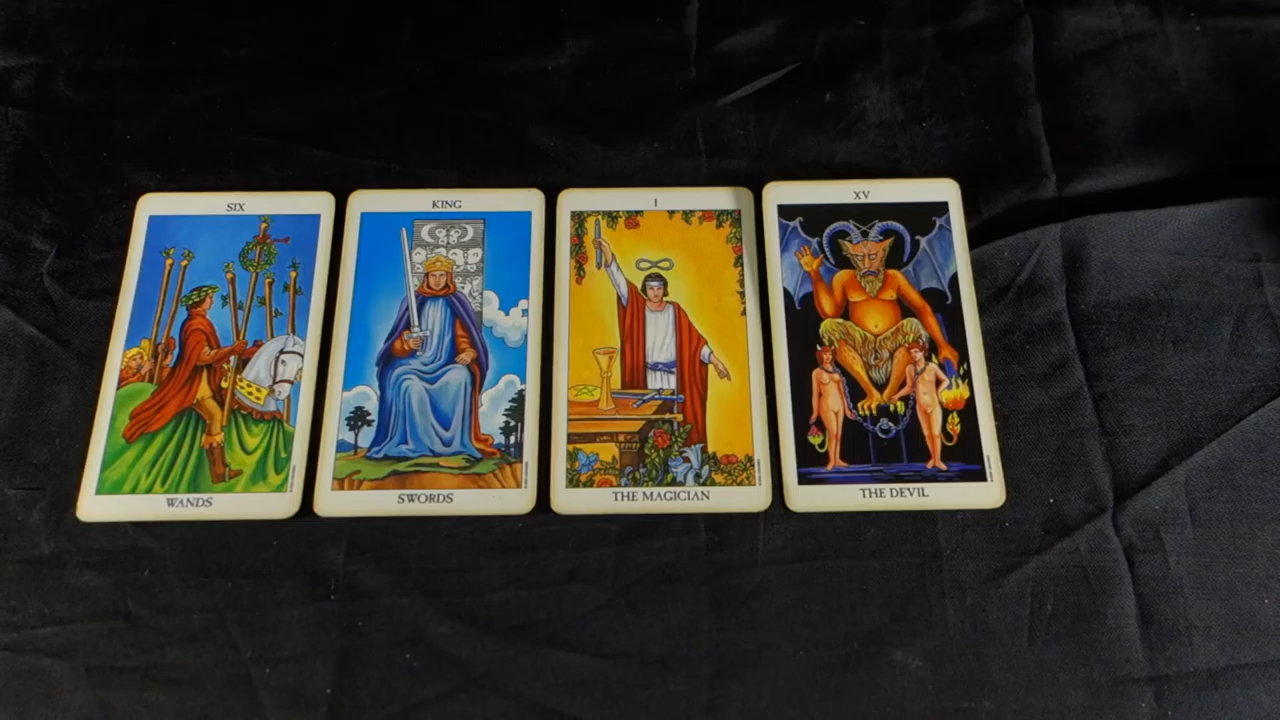 SIX
WANDS
KING
SWORDS
I
THE MAGICIAN
XV
THE DEVIL